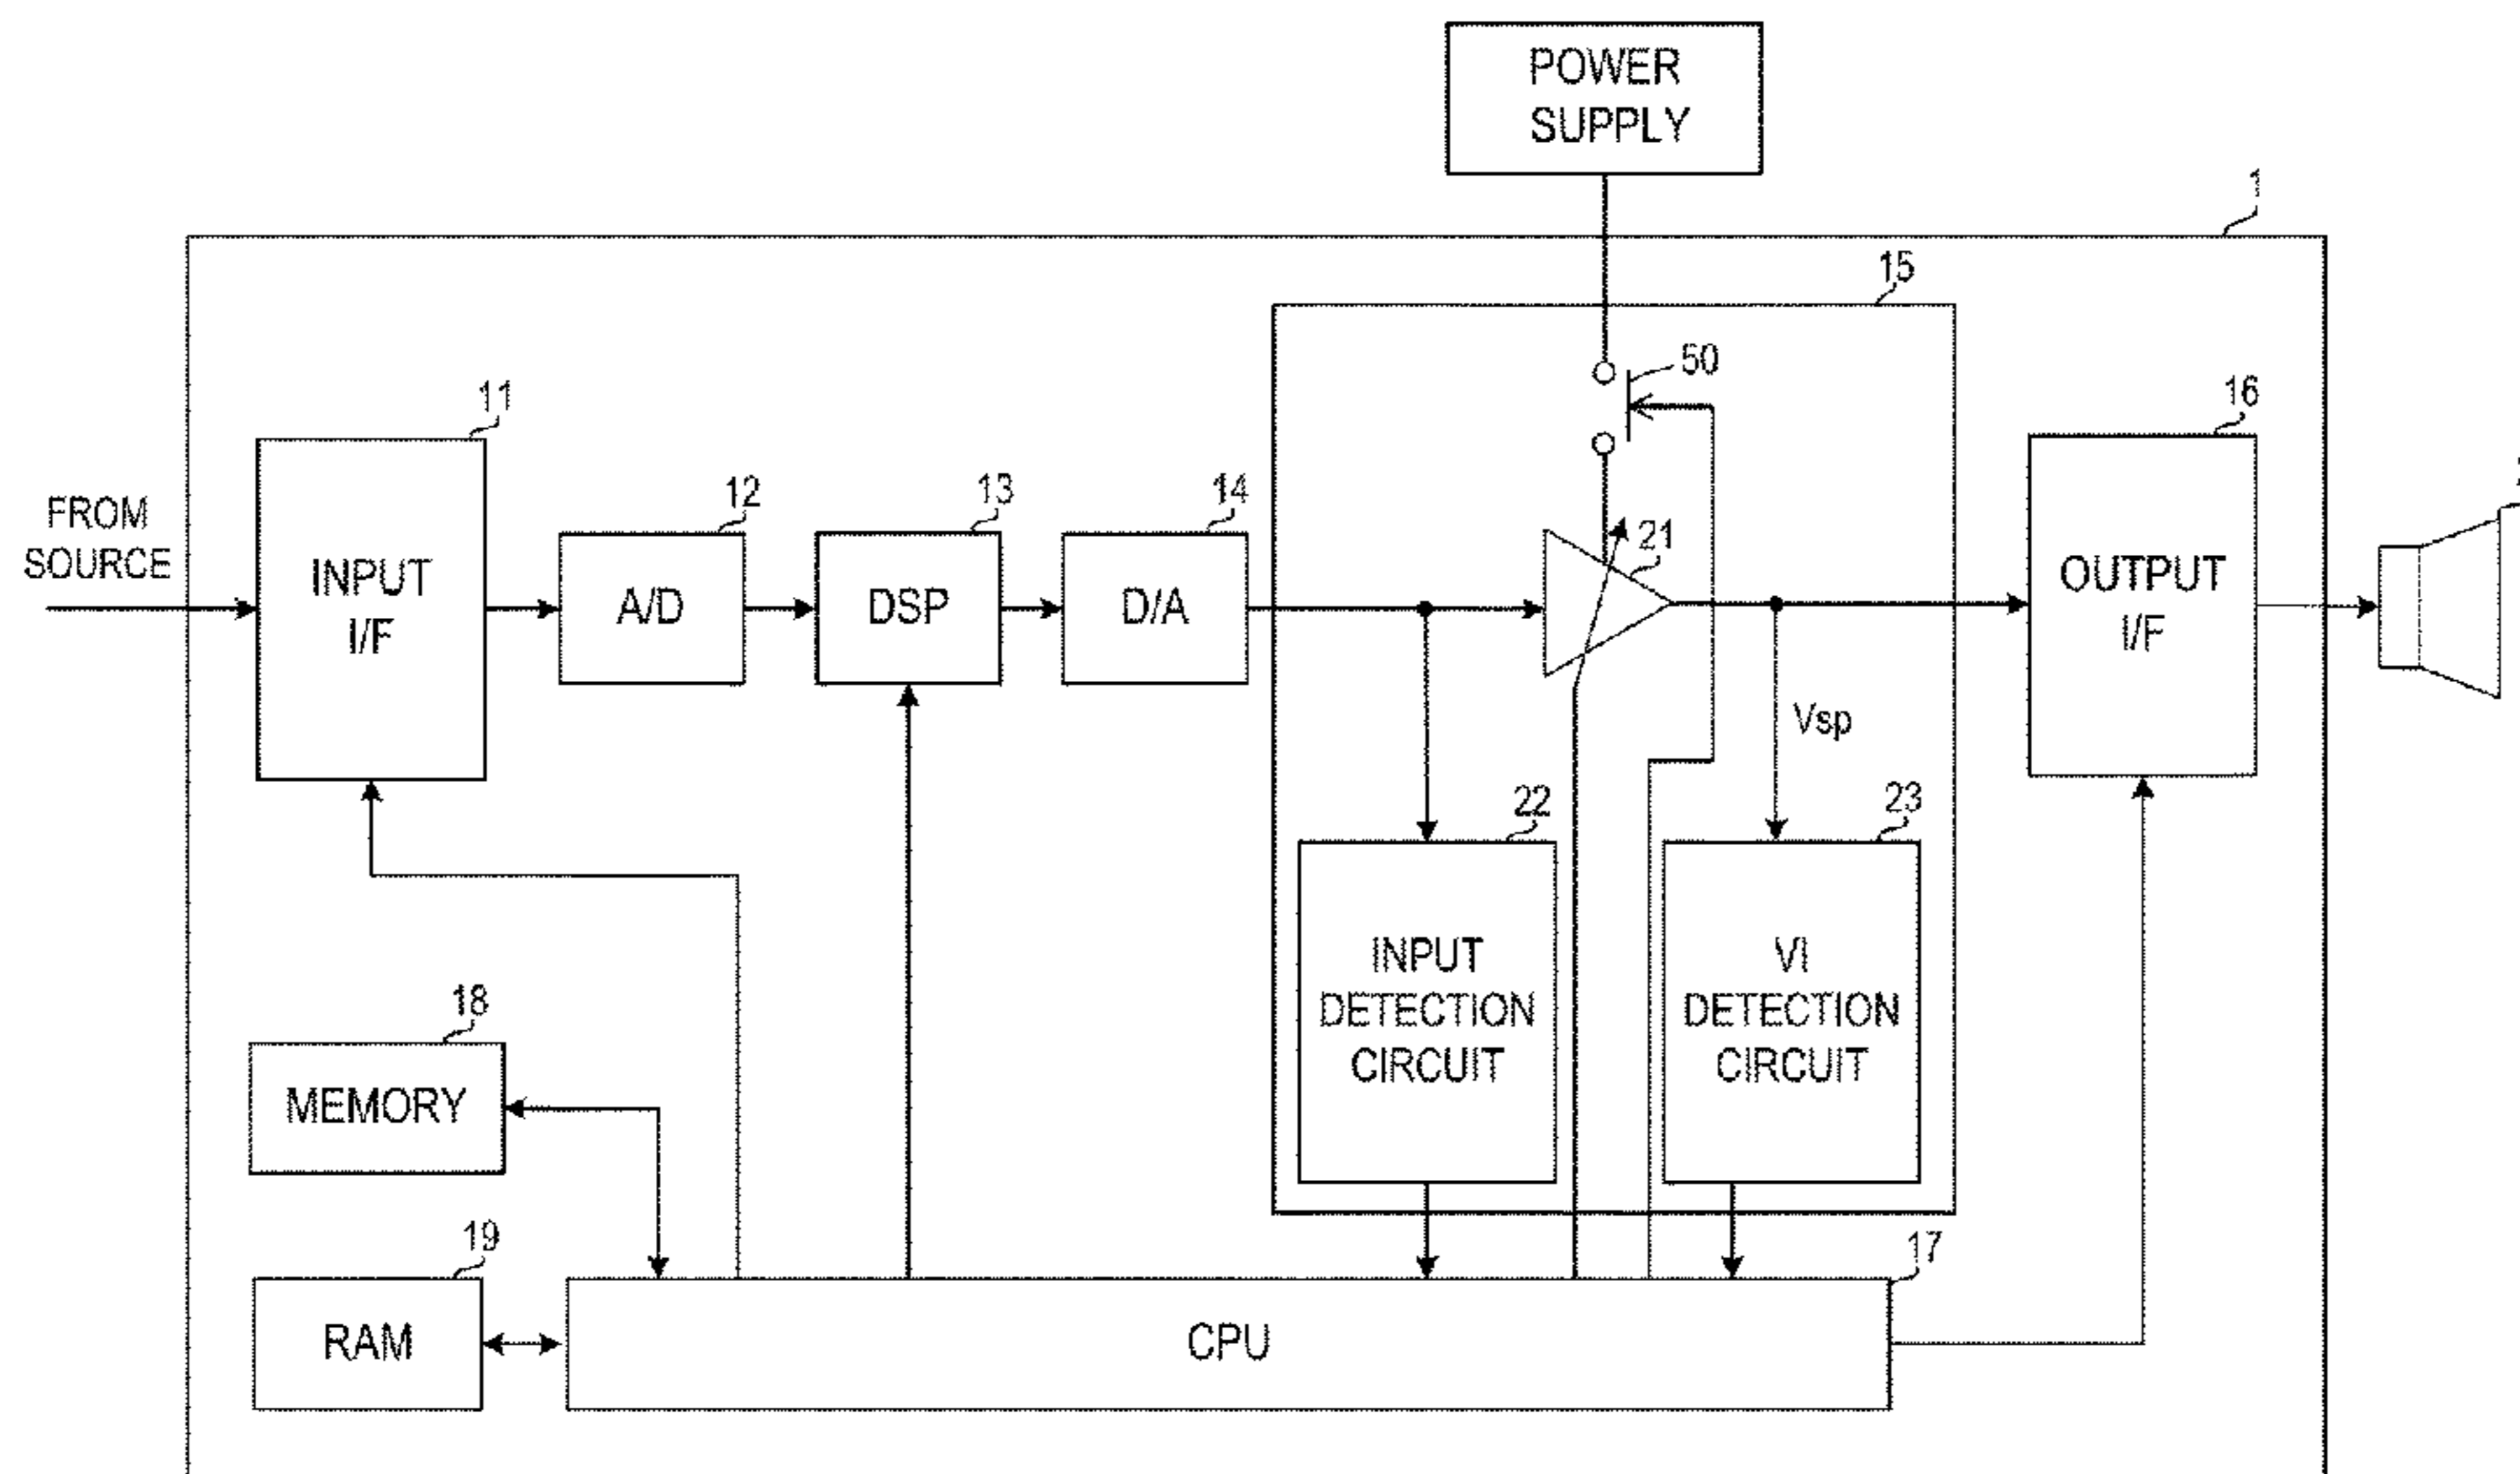 POWER
SUPPLY
1
15
50
11
16
12
13
14
21
FROM
SOURCE
INPUT
I/F
A/D
DSP
D/A
OUTPUT
I/F
Vsp
22
23
INPUT
DETECTION
CIRCUIT
VI
DETECTION
CIRCUIT
18
MEMORY
19
17
RAM
CPU